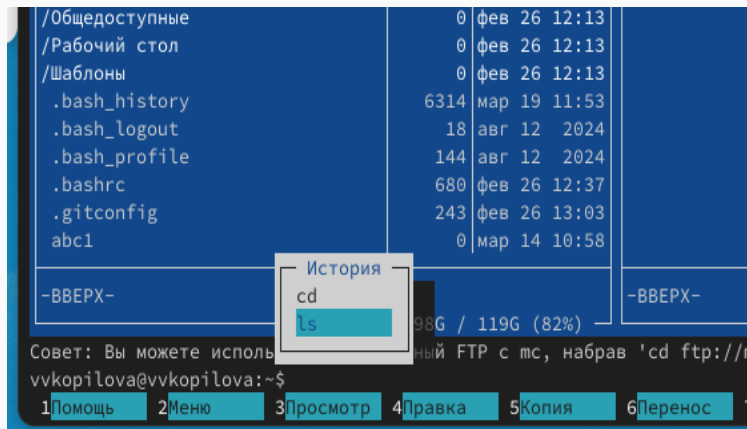 /Общедоступные 0 фев 26 12:13
/Рабочий стол 0 фев 26 12:13
/Шаблоны 0 фев 26 12:13
.bash_history 6314 мар 19 11:53
.bash_logout 18 авг 12 2024
.bash_profile 144 авг 12 2024
.bashrc 680 фев 26 12:37
.gitconfig 243 фев 26 13:03
abc1 0 мар 14 10:58
История
-ВВЕРХ- cd -ВВЕРХ-
ls 98G / 119G (82%)
Совет: Вы можете исполь ный FTP с mc, набрав 'cd ftp://
vvkopilova@vvkopilova:~$
1Помощь 2Меню 3Просмотр 4Правка 5Копия 6Перенос